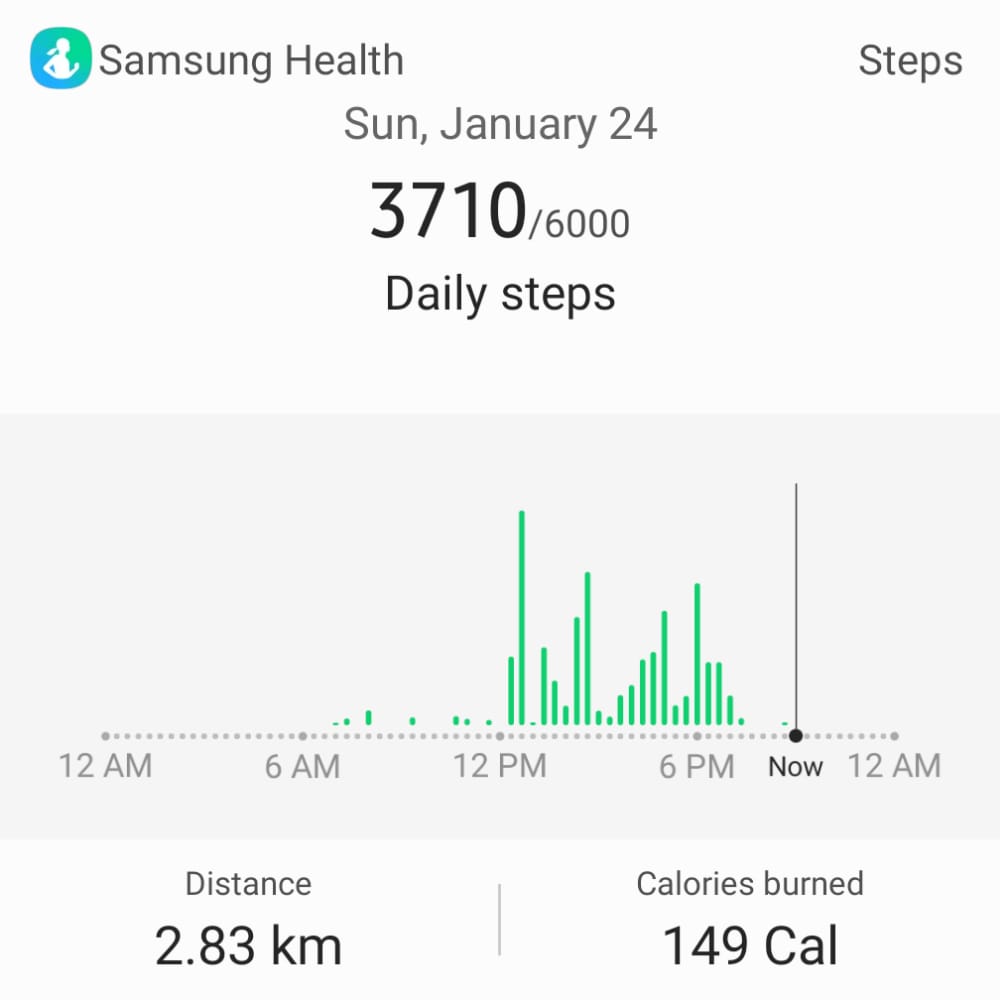 Samsung Health Steps
Sun, January 24
3710/6000
Daily steps
12 AM 6 AM 12 PM 6 PM Now 12 AM
Distance Calories burned
2.83 km 149 Cal